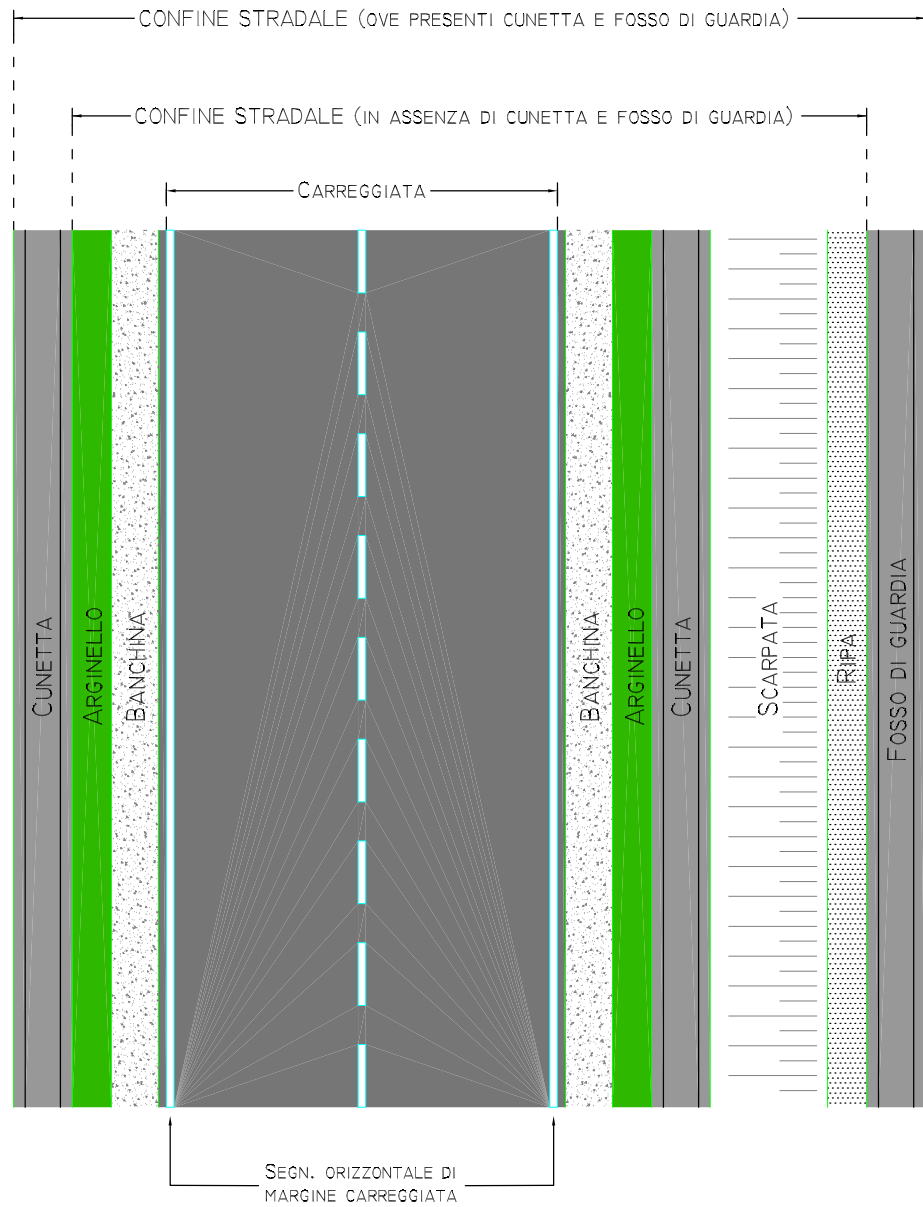 CONFINE STRADALE (OVE PRESENTI CUNETTA E FOSSO DI GUARDIA)
CONFINE STRADALE (IN ASSENZA DI CUNETTA E FOSSO DI GUARDIA)
CARREGGIATA
CUNETTA
ARGINELLO
BANCHINA
BANCHINA
ARGINELLO
CUNETTA
SCARPATA
RIPA
FOSSO DI GUARDIA
SEGN. ORIZZONTALE DI
MARGINE CARREGGIATA